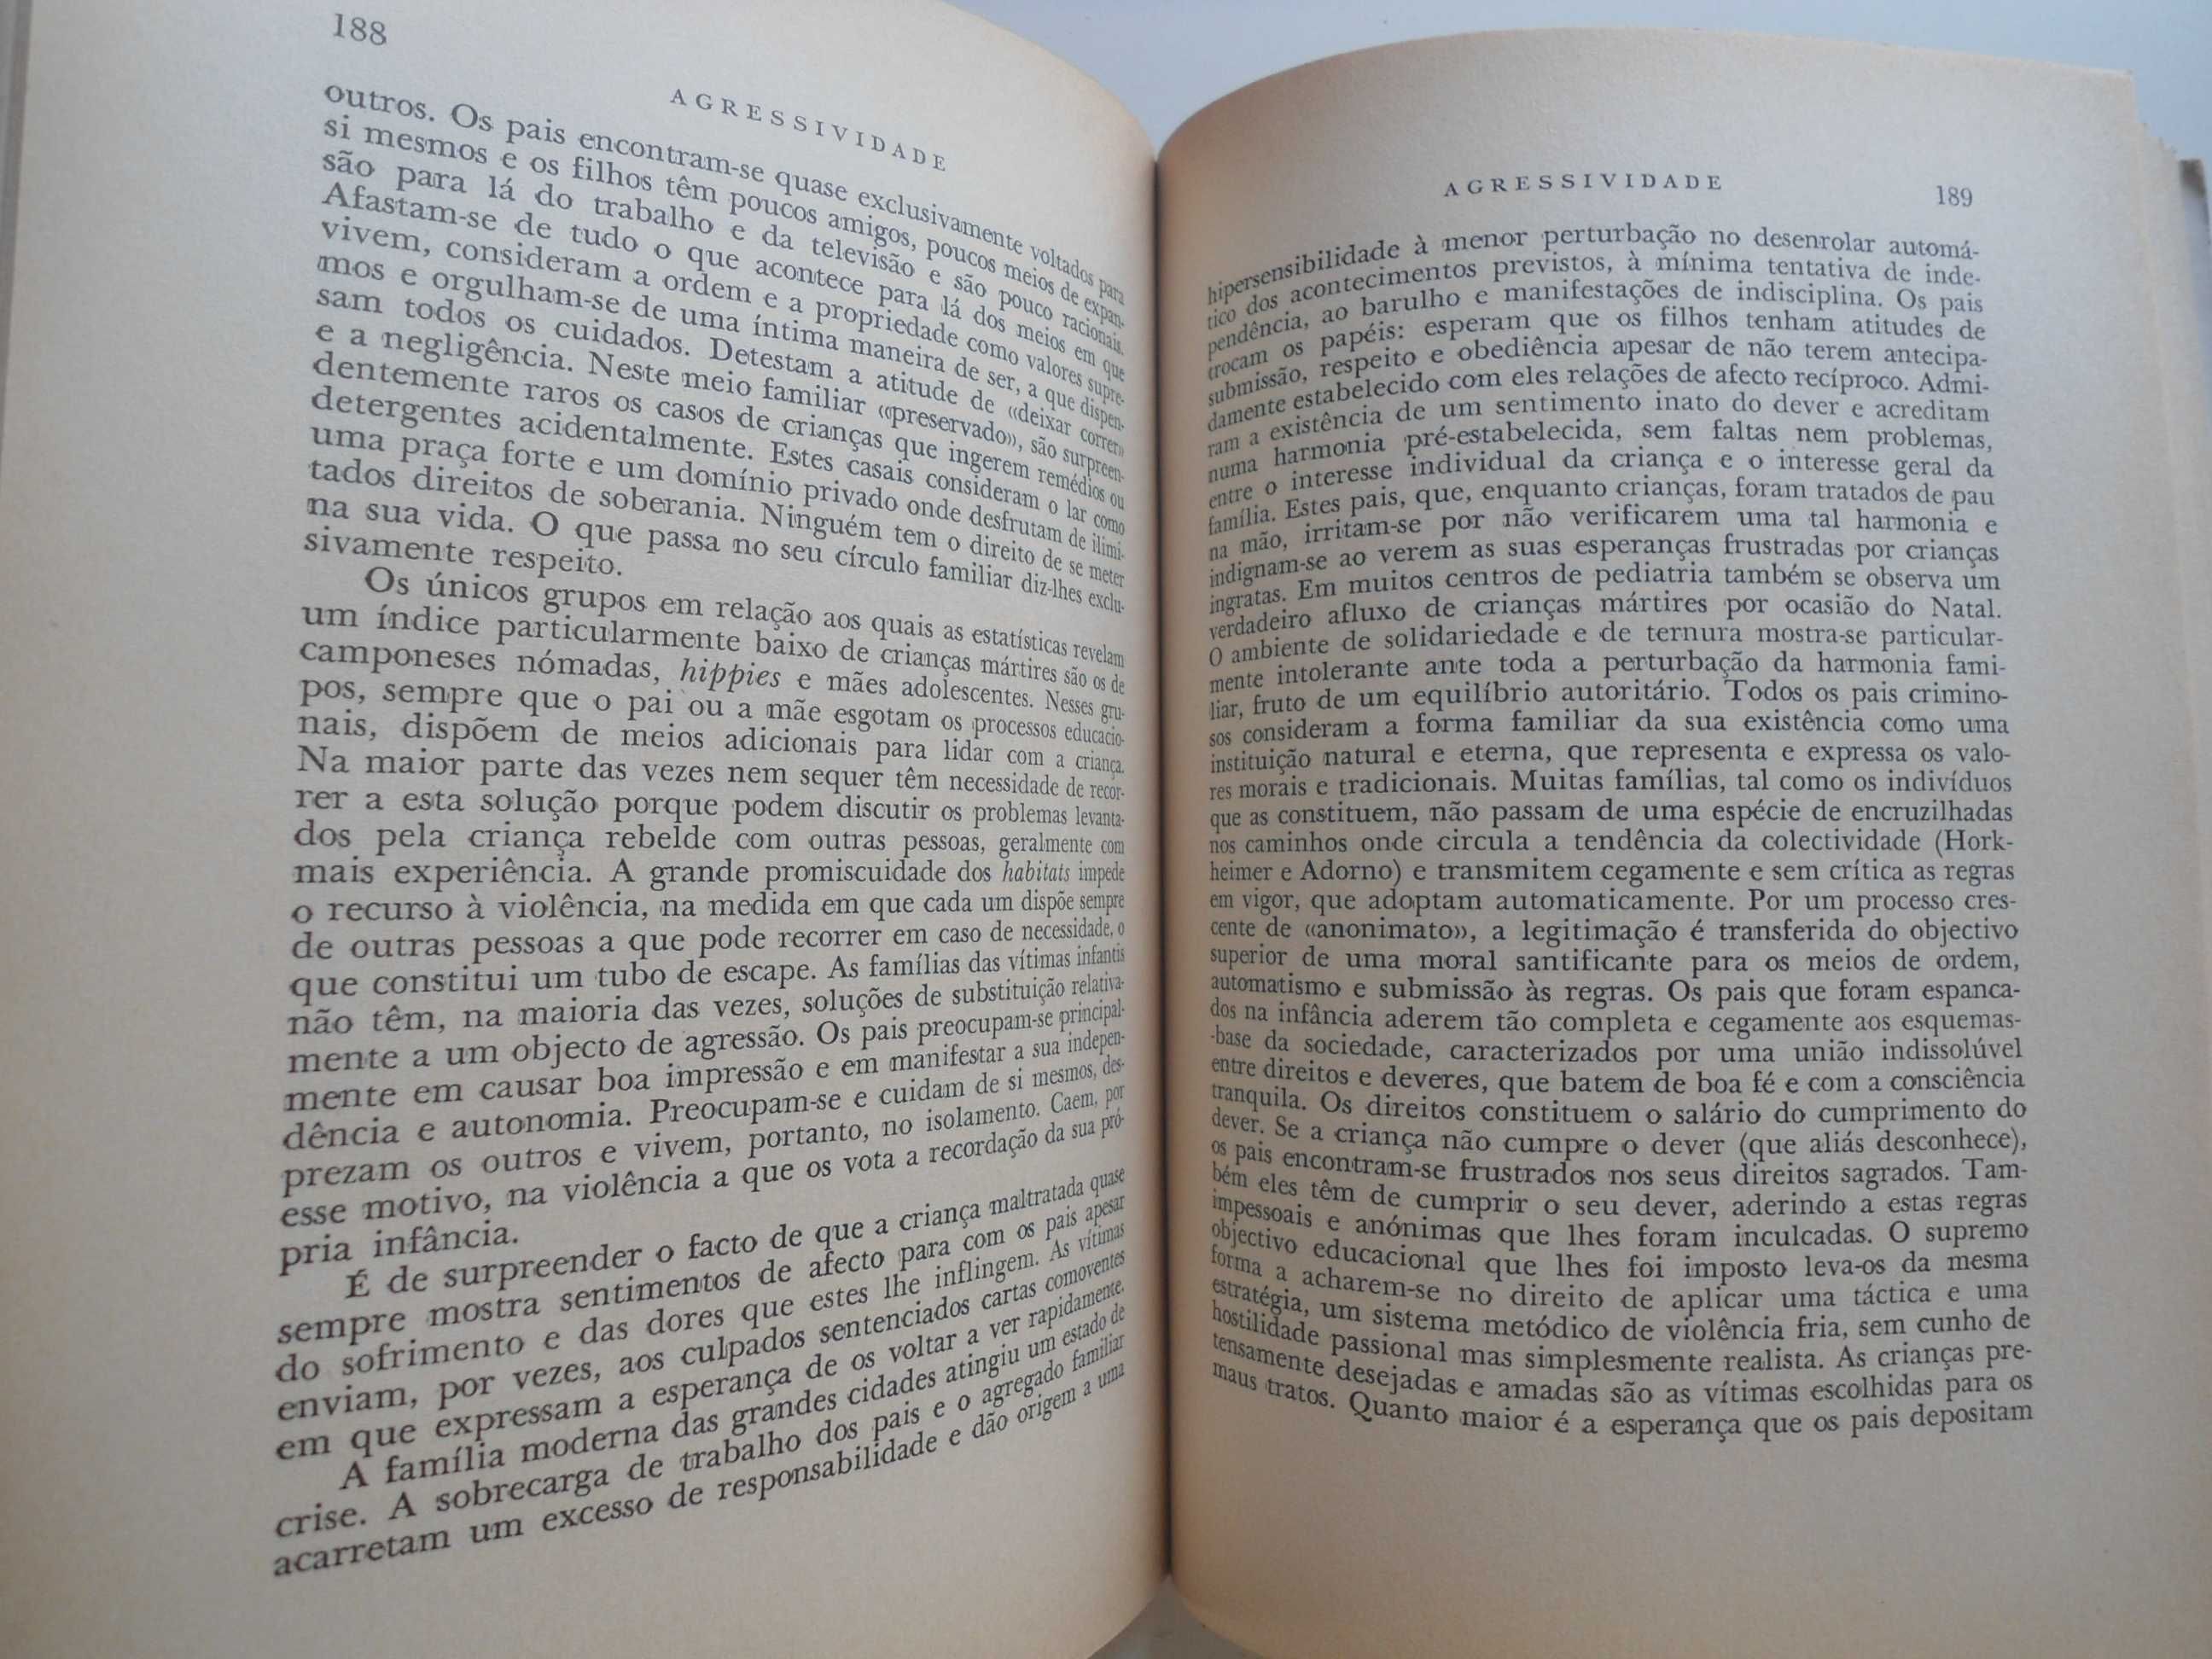 188
AGRESSIVIDADE
outros. Os pais encontram-se quase exclusivamente voltados para
si mesmos e os filhos têm poucos amigos, poucos meios de expan-
são para lá do trabalho e da televisão e são pouco racionais.
Afastam-se de tudo o que acontece para lá dos meios em que
vivem, consideram a ordem e a propriedade como valores supre-
mos e orgulham-se de uma íntima maneira de ser, a que dispen-
sam todos os cuidados. Detestam a atitude de «deixar correr»
e a negligência. Neste meio familiar «preservado», são surpreen-
dentemente raros os casos de crianças que ingerem remédios ou
detergentes acidentalmente. Estes casais consideram o lar como
uma praça forte e um domínio privado onde desfrutam de ilimi-
tados direitos de soberania. Ninguém tem o direito de se meter
na sua vida. O que passa no seu círculo familiar diz-lhes exclu-
sivamente respeito.
Os únicos grupos em relação aos quais as estatísticas revelam
um índice particularmente baixo de crianças mártires são os de
camponeses nómadas, hippies e mães adolescentes. Nesses gru-
pos, sempre que o pai ou a mãe esgotam os processos educacio-
nais, dispõem de meios adicionais para lidar com a criança.
Na maior parte das vezes nem sequer têm necessidade de recor-
rer a esta solução porque podem discutir os problemas levanta-
dos pela criança rebelde com outras pessoas, geralmente com
mais experiência. A grande promiscuidade dos habitats impede
o recurso à violência, na medida em que cada um dispõe sempre
de outras pessoas a que pode recorrer em caso de necessidade, o
que constitui um tubo de escape. As famílias das vítimas infantis
não têm, na maioria das vezes, soluções de substituição relativa-
mente a um objecto de agressão. Os pais preocupam-se principal-
mente em causar boa impressão e em manifestar a sua indepen-
dência e autonomia. Preocupam-se e cuidam de si mesmos, des-
prezam os outros e vivem, portanto, no isolamento. Caem, por
esse motivo, na violência a que os vota a recordação da sua pró-
pria infância.
É de surpreender o facto de que a criança maltratada quase
sempre mostra sentimentos de afecto para com os pais apesar
do sofrimento e das dores que estes lhe inflingem. As vítimas
enviam, por vezes, aos culpados sentenciados cartas comoventes
em que expressam a esperança de os voltar a ver rapidamente.
A família moderna das grandes cidades atingiu um estado de
crise. A sobrecarga de trabalho dos pais e o agregado familiar
acarretam um excesso de responsabilidade e dão origem a uma
AGRESSIVIDADE
189
hipersensibilidade à menor perturbação no desenrolar automá-
tico dos acontecimentos previstos, à mínima tentativa de inde-
pendência, ao barulho e manifestações de indisciplina. Os pais
trocam os papéis: esperam que os filhos tenham atitudes de
submissão, respeito e obediência apesar de não terem antecipa-
damente estabelecido com eles relações de afecto recíproco. Admi-
ram a existência de um sentimento inato do dever e acreditam
numa harmonia pré-estabelecida, sem faltas nem problemas,
entre o interesse individual da criança e o interesse geral da
família. Estes pais, que, enquanto crianças, foram tratados de pau
na mão, irritam-se por não verificarem uma tal harmonia e
indignam-se ao verem as suas esperanças frustradas por crianças
ingratas. Em muitos centros de pediatria também se observa um
verdadeiro afluxo de crianças mártires por ocasião do Natal.
O ambiente de solidariedade e de ternura mostra-se particular-
mente intolerante ante toda a perturbação da harmonia fami-
liar, fruto de um equilíbrio autoritário. Todos os pais crimino-
sos consideram a forma familiar da sua existência como uma
instituição natural e eterna, que representa e expressa os valo-
res morais e tradicionais. Muitas famílias, tal como os indivíduos
que as constituem, não passam de uma espécie de encruzilhadas
nos caminhos onde circula a tendência da colectividade (Hork-
heimer e Adorno) e transmitem cegamente e sem crítica as regras
em vigor, que adoptam automaticamente. Por um processo cres-
cente de «anonimato», a legitimação é transferida do objectivo
superior de uma moral santificante para os meios de ordem,
automatismo e submissão às regras. Os pais que foram espanca-
dos na infância aderem tão completa e cegamente aos esquemas-
-base da sociedade, caracterizados por uma união indissolúvel
entre direitos e deveres, que batem de boa fé e com a consciência
tranquila. Os direitos constituem o salário do cumprimento do
dever. Se a criança não cumpre o dever (que aliás desconhece),
os pais encontram-se frustrados nos seus direitos sagrados. Tam-
bém eles têm de cumprir o seu dever, aderindo a estas regras
impessoais e anónimas que lhes foram inculcadas. O supremo
objectivo educacional que lhes foi imposto leva-os da mesma
forma a acharem-se no direito de aplicar uma táctica e uma
estratégia, um sistema metódico de violência fria, sem cunho de
hostilidade passional mas simplesmente realista. As crianças pre-
tensamente desejadas e amadas são as vítimas escolhidas para os
maus tratos. Quanto maior é a esperança que os pais depositam